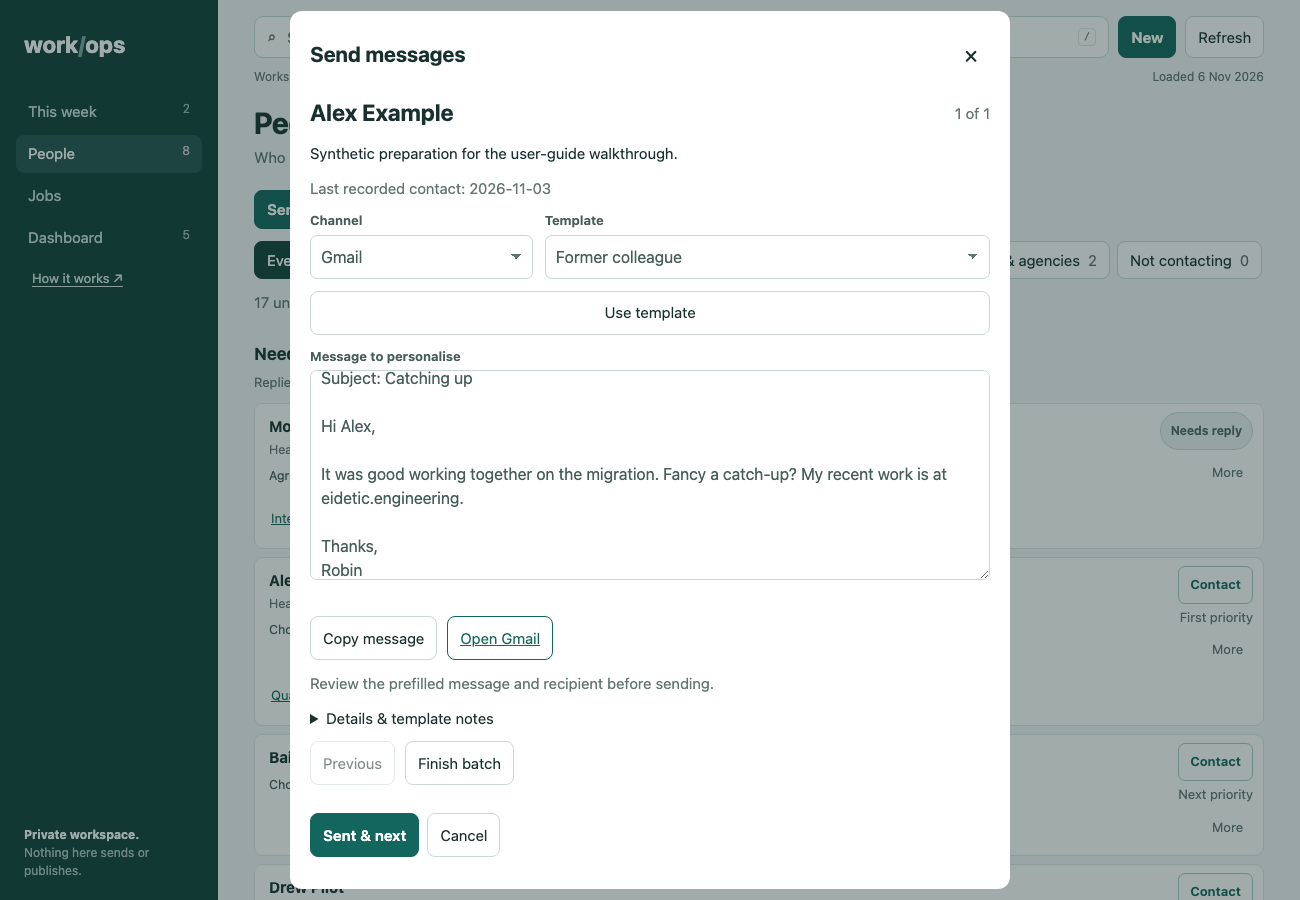 work/ops
This week 2
People 8
Jobs
Dashboard 5
How it works ↗
Private workspace.
Nothing here sends or
publishes.
/
New
Refresh
Works
Loaded 6 Nov 2026
Who
& agencies 2
Not contacting 0
17 un
Replie
Needs reply
More
Contact
First priority
More
Contact
Next priority
More
Contact
Send messages
×
Alex Example
1 of 1
Synthetic preparation for the user-guide walkthrough.
Last recorded contact: 2026-11-03
Channel
Template
Gmail
Former colleague
Use template
Message to personalise
Subject: Catching up
Hi Alex,
It was good working together on the migration. Fancy a catch-up? My recent work is at
eidetic.engineering.
Thanks,
Robin
Copy message
Open Gmail
Review the prefilled message and recipient before sending.
Details & template notes
Previous
Finish batch
Sent & next
Cancel